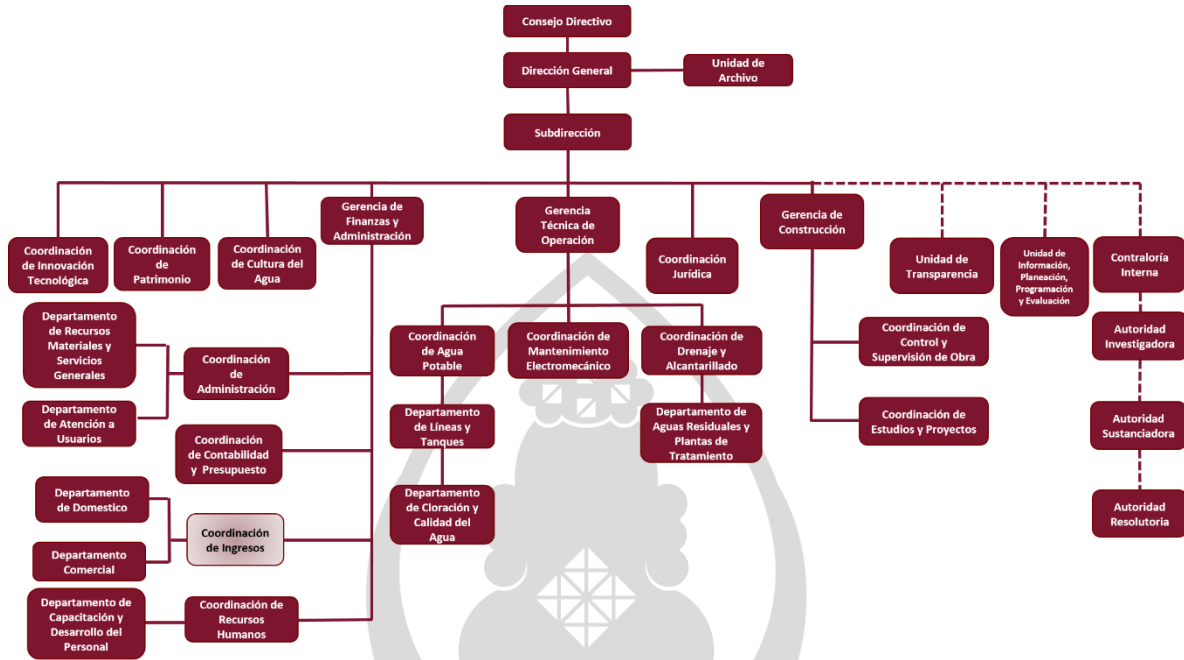 Consejo Directivo
Dirección General
Unidad de
Archivo
Subdirección
Coordinación
de Innovación
Tecnológica
Coordinación
de
Patrimonio
Coordinación
de Cultura del
Agua
Gerencia de
Finanzas y
Administración
Gerencia
Técnica de
Operación
Coordinación
Jurídica
Gerencia de
Construcción
Unidad de
Transparencia
Unidad de
Información,
Planeación,
Programación
y Evaluación
Contraloría
Interna
Departamento
de Recursos
Materiales y
Servicios
Generales
Coordinación
de
Administración
Departamento
de Atención a
Usuarios
Coordinación
de Contabilidad
y Presupuesto
Departamento
de Domestico
Coordinación
de Ingresos
Departamento
Comercial
Departamento de
Capacitación y
Desarrollo del
Personal
Coordinación de
Recursos
Humanos
Coordinación
de Agua
Potable
Coordinación de
Mantenimiento
Electromecánico
Coordinación de
Drenaje y
Alcantarillado
Departamento
de Líneas y
Tanques
Departamento de
Aguas Residuales y
Plantas de
Tratamiento
Departamento
de Cloración y
Calidad del
Agua
Coordinación de
Control y
Supervisión de Obra
Coordinación de
Estudios y Proyectos
Autoridad
Investigadora
Autoridad
Sustanciadora
Autoridad
Resolutoria